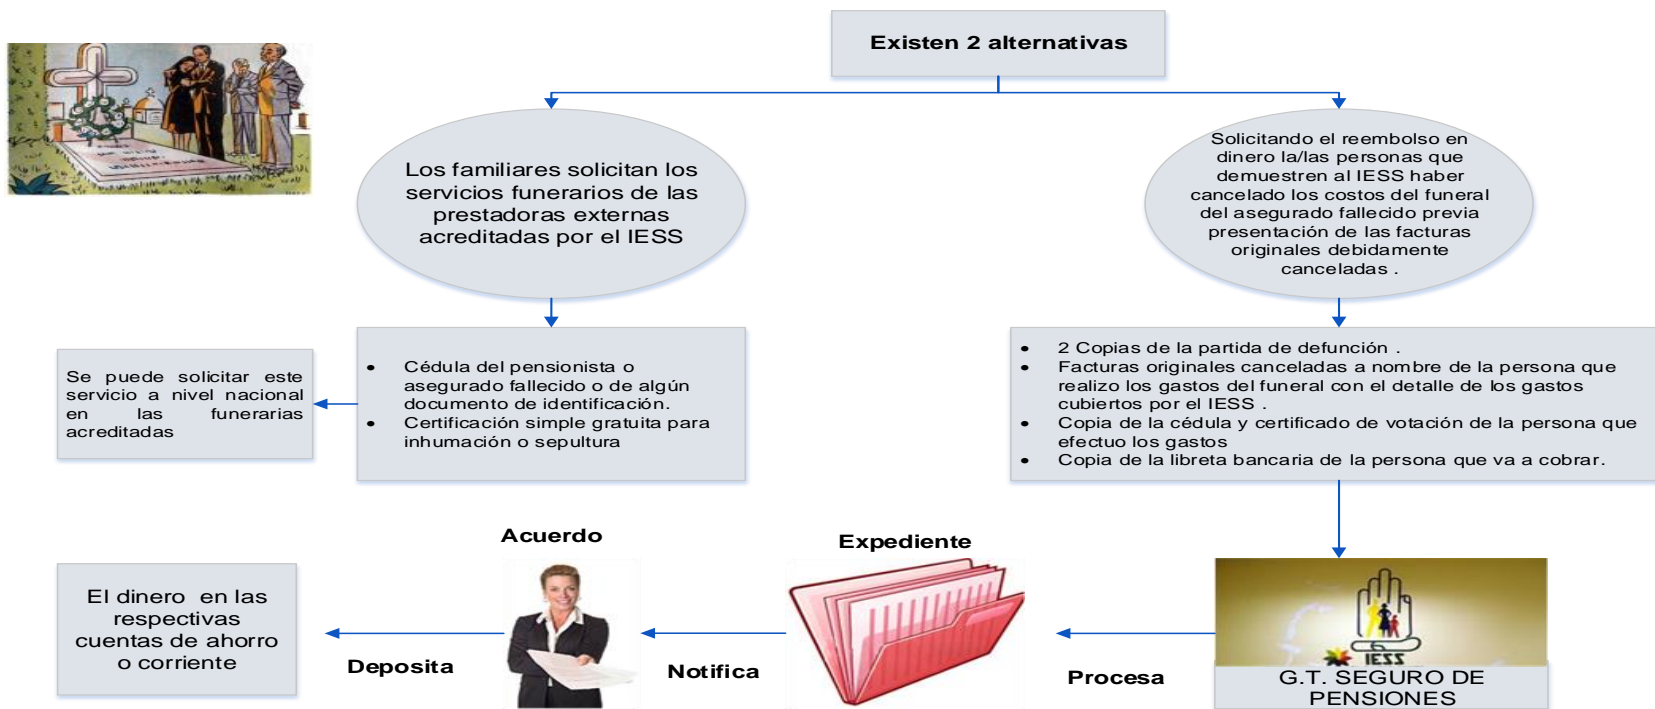 Existen 2 alternativas
Los familiares solicitan los
servicios funerarios de las
prestadoras externas
acreditadas por el IESS
Solicitando el reembolso en
dinero la/las personas que
demuestren al IESS haber
cancelado los costos del funeral
del asegurado fallecido previa
presentación de las facturas
originales debidamente
canceladas .
Se puede solicitar este
servicio a nivel nacional
en las funerarias
acreditadas
• Cédula del pensionista o
asegurado fallecido o de algún
documento de identificación.
• Certificación simple gratuita para
inhumación o sepultura
• 2 Copias de la partida de defunción .
• Facturas originales canceladas a nombre de la persona que
realizo los gastos del funeral con el detalle de los gastos
cubiertos por el IESS .
• Copia de la cédula y certificado de votación de la persona que
efectuo los gastos
• Copia de la libreta bancaria de la persona que va a cobrar.
IESS
G.T. SEGURO DE
PENSIONES
Procesa
Expediente
Notifica
Acuerdo
Deposita
El dinero en las
respectivas
cuentas de ahorro
o corriente